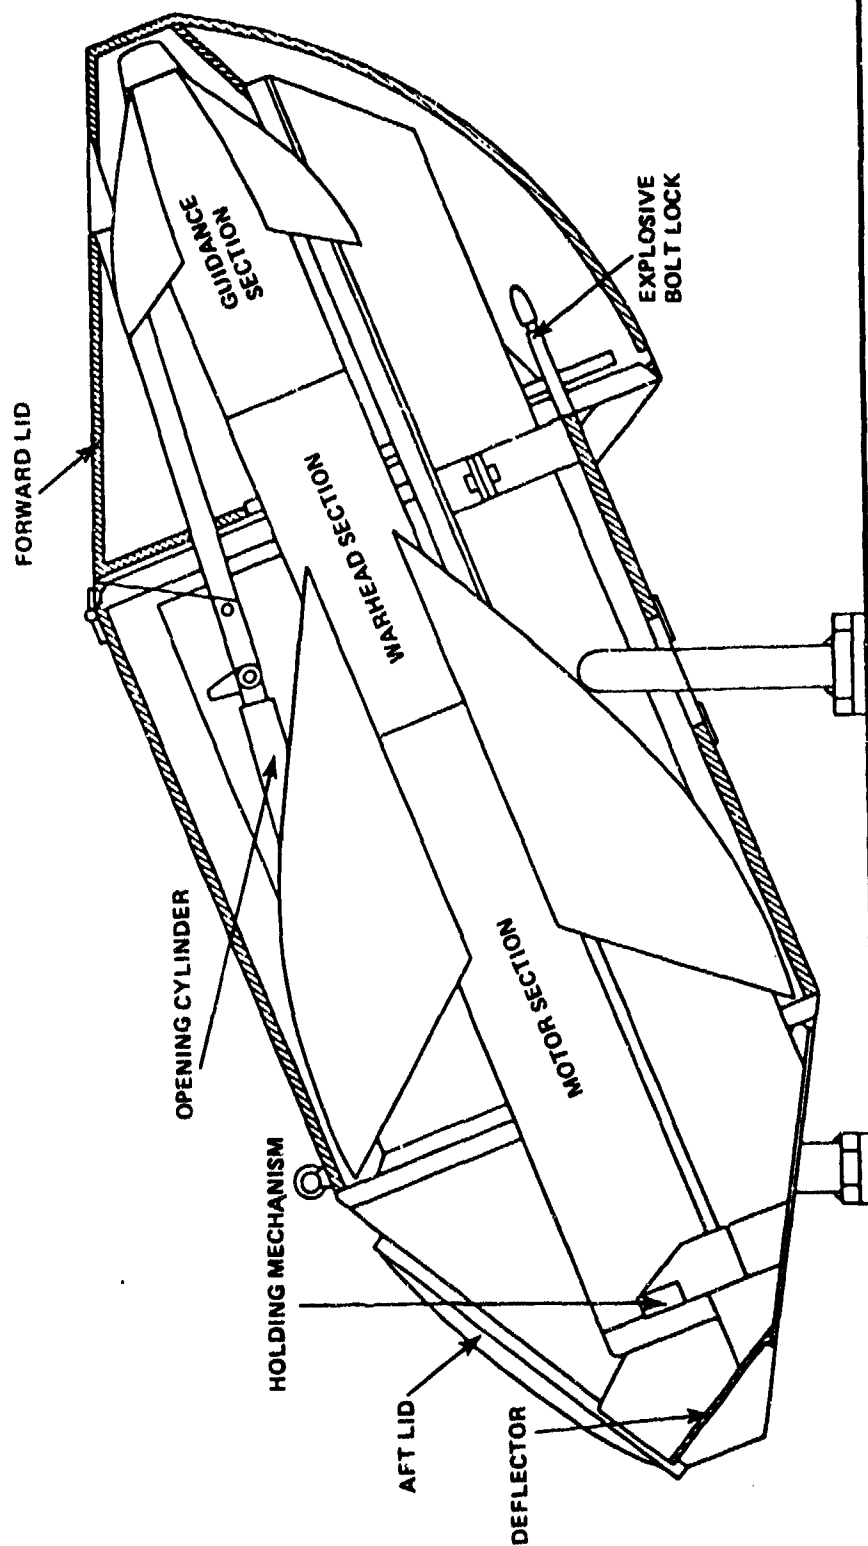 FORWARD LID
OPENING CYLINDER
HOLDING MECHANISM
AFT LID
DEFLECTOR
GUIDANCE
SECTION
WARHEAD SECTION
MOTOR SECTION
EXPLOSIVE
BOLT LOCK